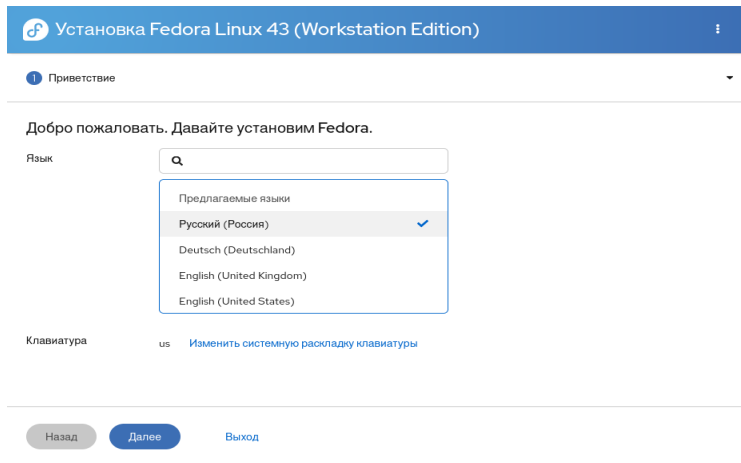 Установка Fedora Linux 43 (Workstation Edition)
1 Приветствие
Добро пожаловать. Давайте установим Fedora.
Язык
Предлагаемые языки
Русский (Россия)
Deutsch (Deutschland)
English (United Kingdom)
English (United States)
Клавиатура us Изменить системную раскладку клавиатуры
Назад Далее Выход